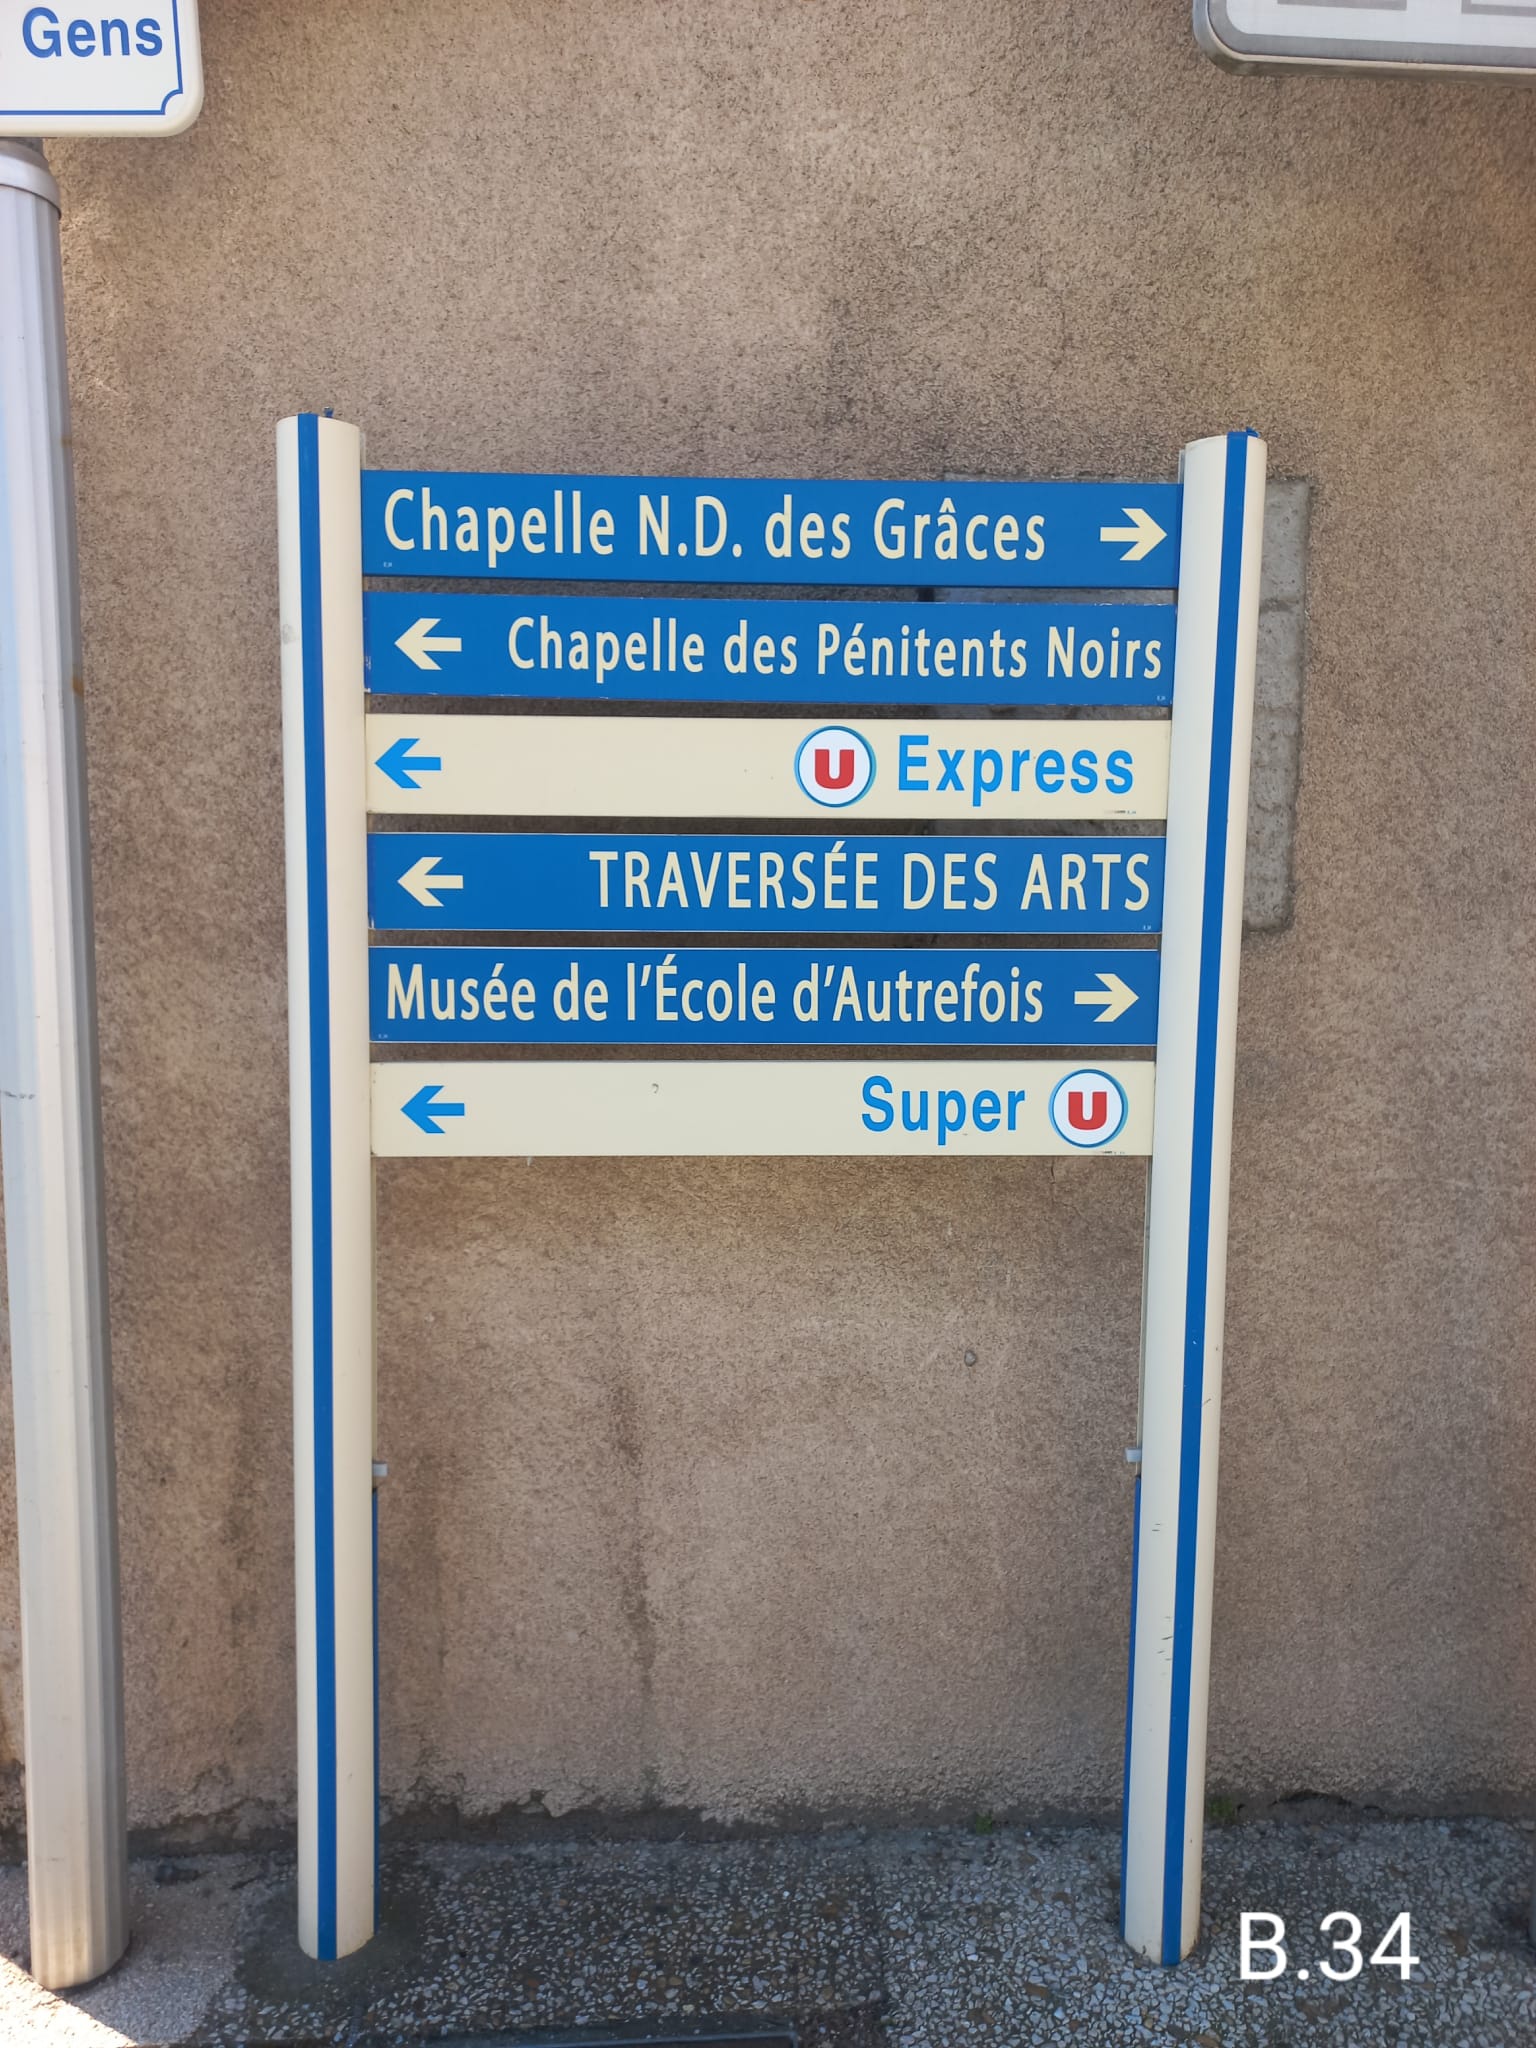 Gens
Chapelle N.D. des Grâces
Chapelle des Pénitents Noirs
U Express
TRAVERSÉE DES ARTS
Musée de l'École d'Autrefois
Super U
B.34